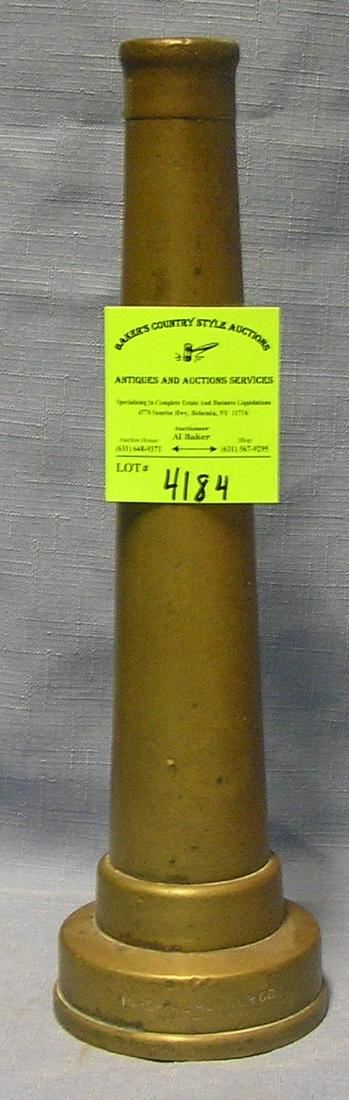 BAKER'S COUNTRY STYLE AUCTIONS
ANTIQUES AND AUCTIONS SERVICES
Specializing In Complete Estate And Business Liquidations
4770 Sunrise Hwy, Bohemia, NY 11716
Auctioneer
Auction House Al Baker Shop
(631) 648-9371 (631) 567-9295
LOT# 4184